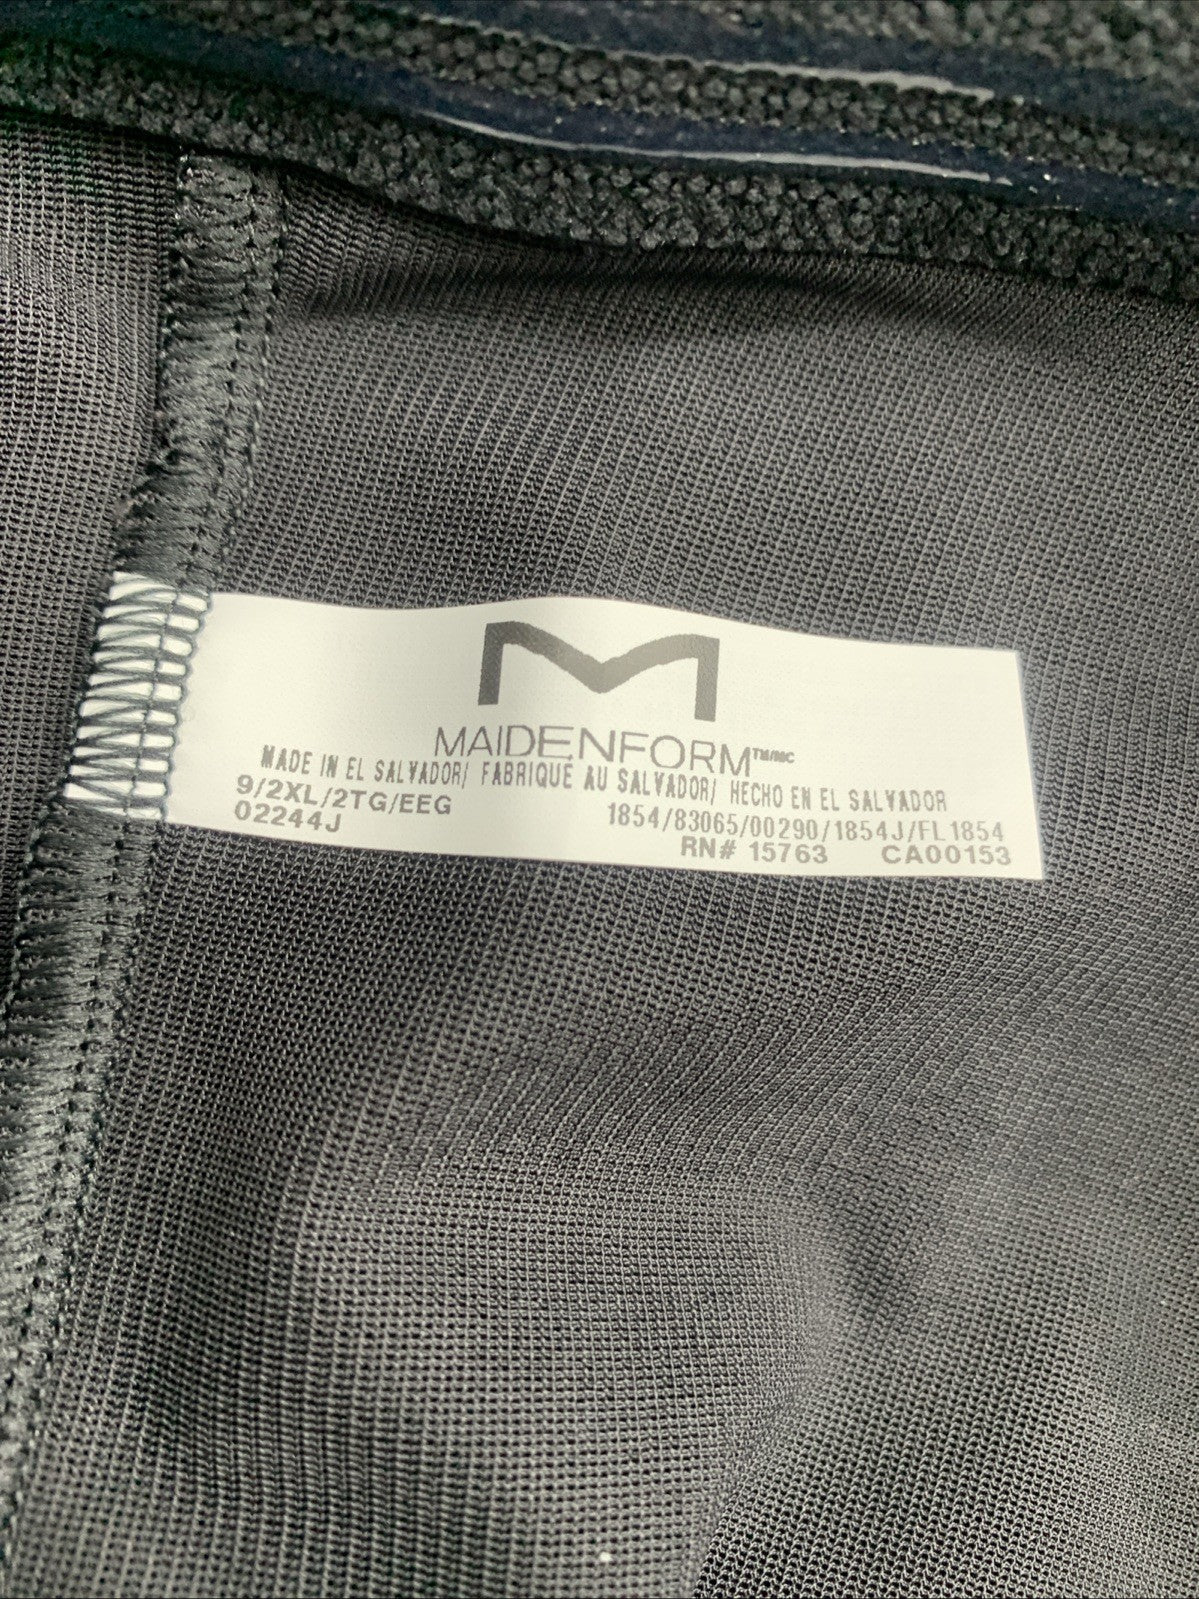 M
MAIDENFORM™/MC
MADE IN EL SALVADOR/ FABRIQUE AU SALVADOR/ HECHO EN EL SALVADOR
9/2XL/2TG/EEG 1854/83065/00290/1854J/FL1854
02244J RN# 15763 CA00153